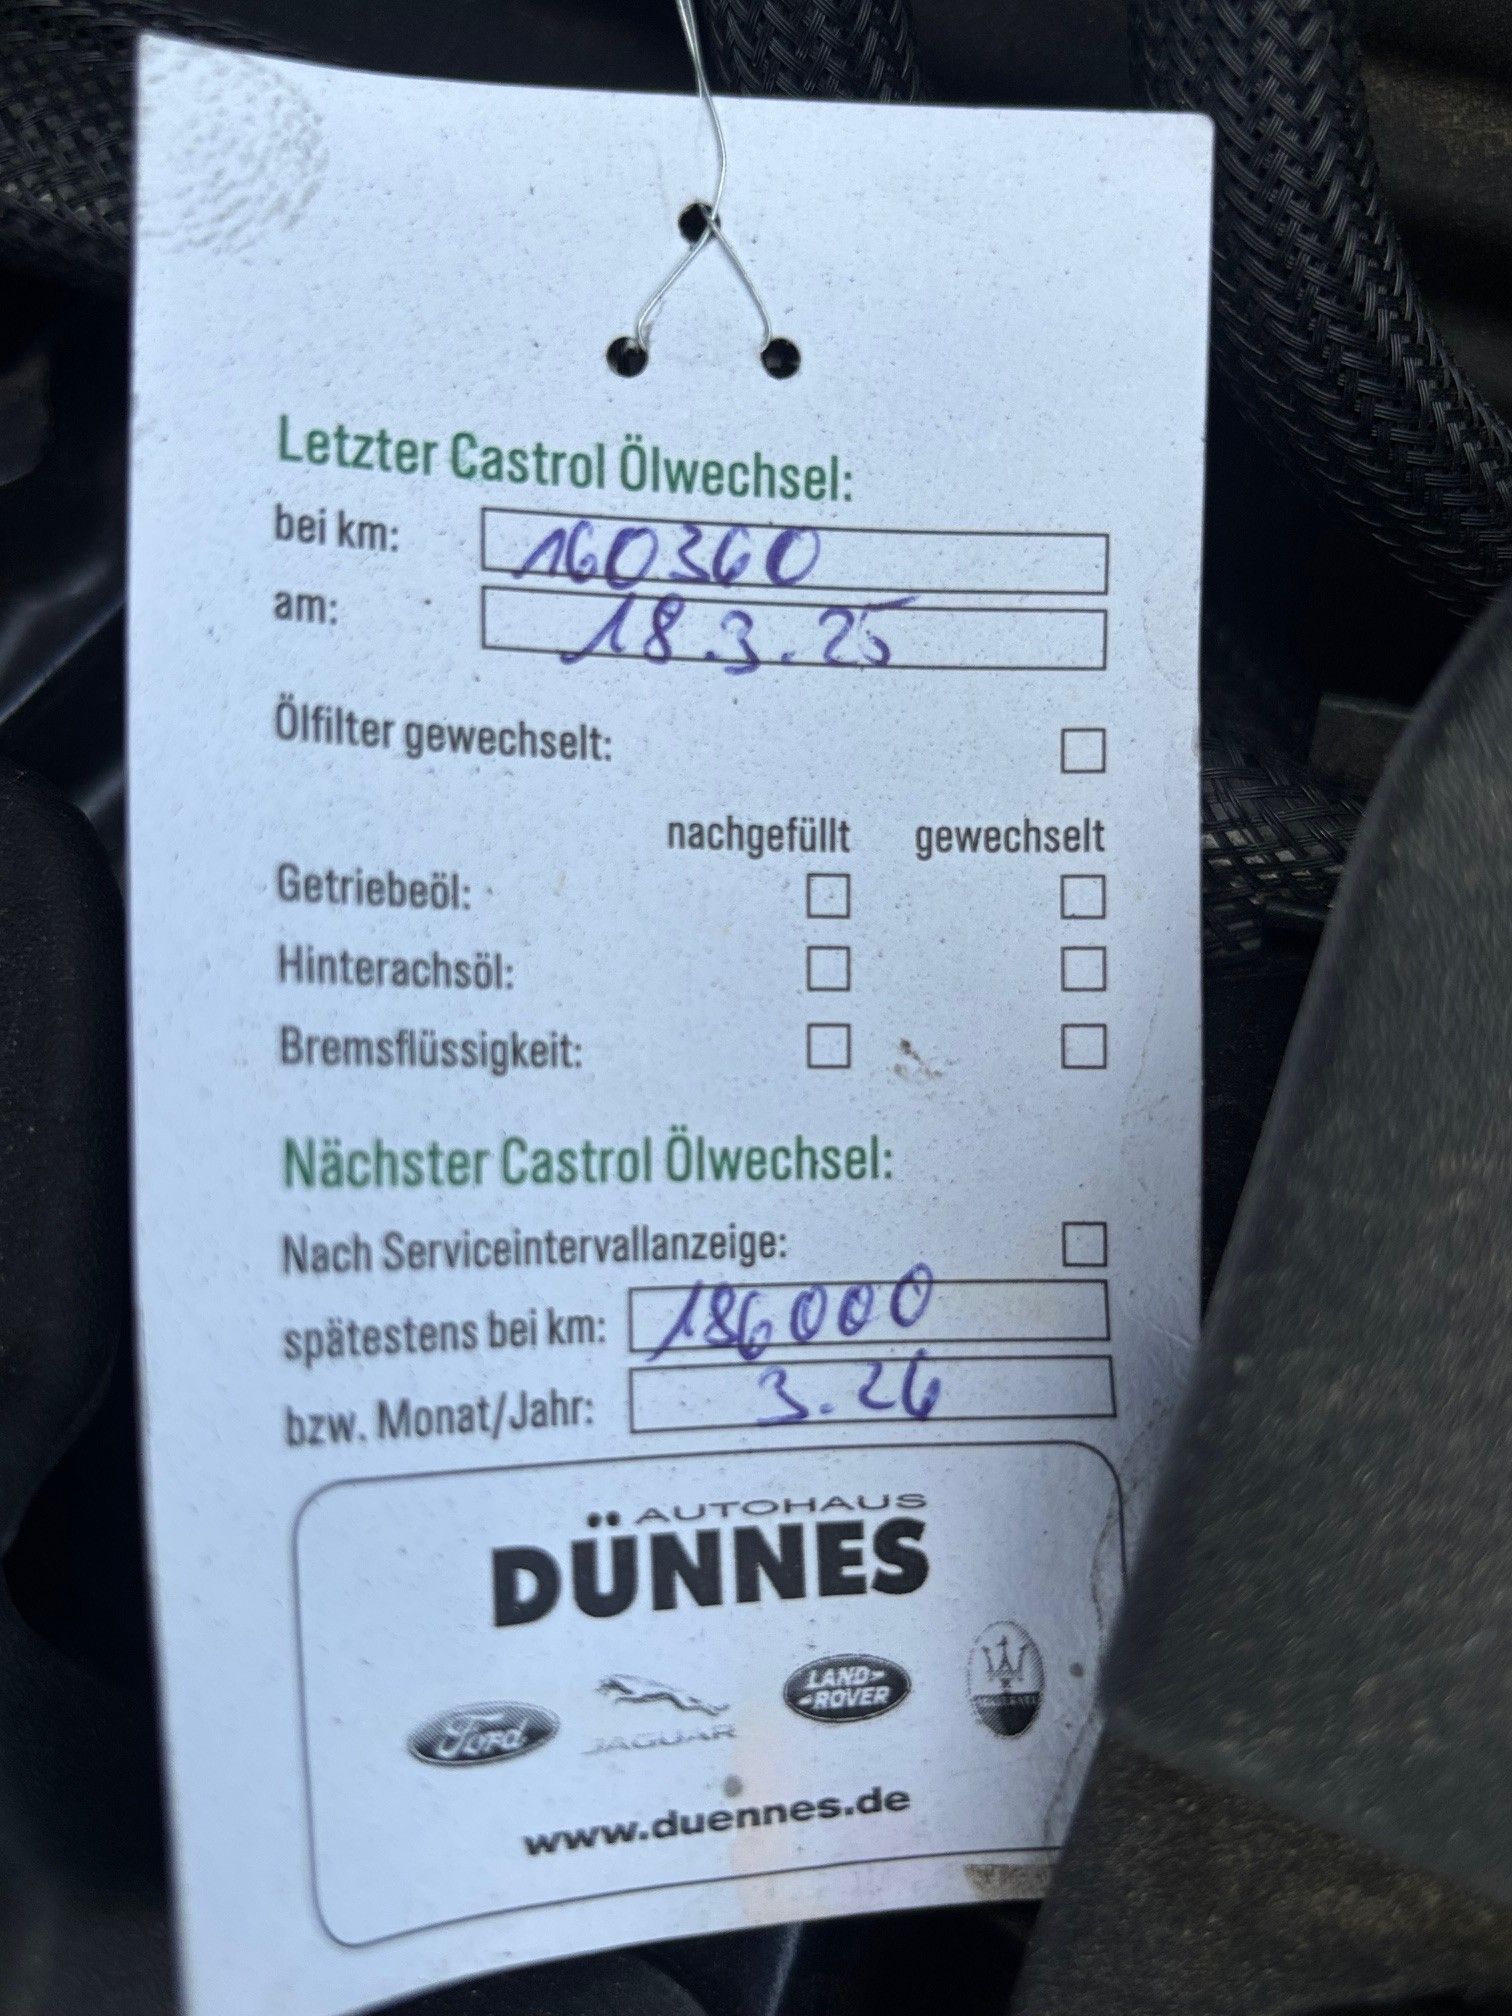 Letzter Castrol Ölwechsel:
bei km: 160360
am: 18.3.25
Ölfilter gewechselt:
nachgefüllt gewechselt
Getriebeöl:
Hinterachsöl:
Bremsflüssigkeit:
Nächster Castrol Ölwechsel:
Nach Serviceintervallanzeige:
spätestens bei km: 186000
bzw. Monat/Jahr: 3.26
AUTOHAUS
DÜNNES
Ford JAGUAR LAND-ROVER MASERATI
www.duennes.de